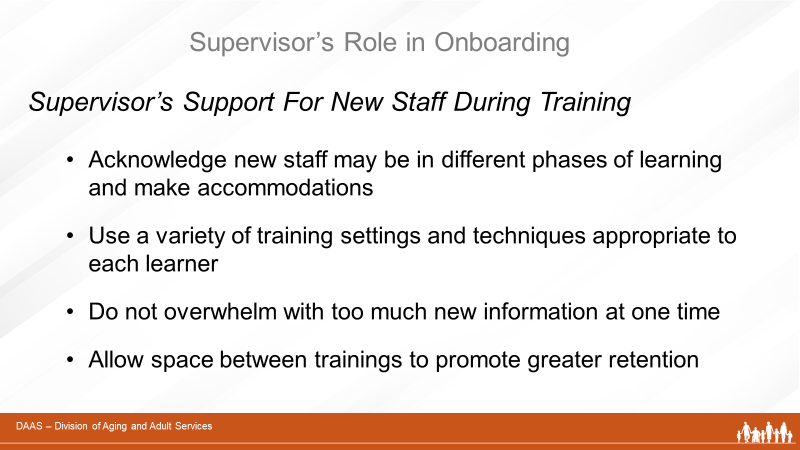 Supervisor’s Role in Onboarding
Supervisor’s Support For New Staff During Training
• Acknowledge new staff may be in different phases of learning
and make accommodations
• Use a variety of training settings and techniques appropriate to
each learner
• Do not overwhelm with too much new information at one time
• Allow space between trainings to promote greater retention
DAAS – Division of Aging and Adult Services